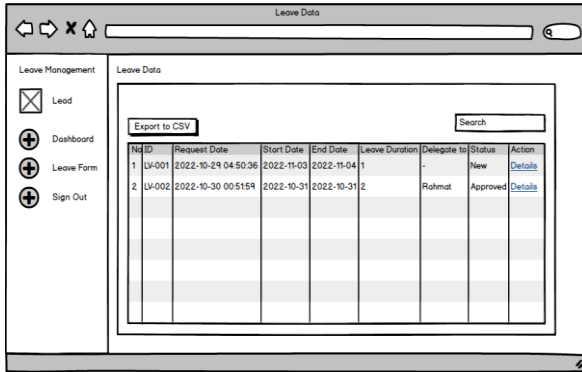 Leave Data
Leave Management
Lead
Dashboard
Leave Form
Sign Out
Leave Data
Export to CSV
Search
No ID Request Date Start Date End Date Leave Duration Delegate to Status Action
1 LV-001 2022-10-29 04:50:36 2022-11-03 2022-11-04 1 - New Details
2 LV-002 2022-10-30 00:51:59 2022-10-31 2022-10-31 2 Rahmat Approved Details